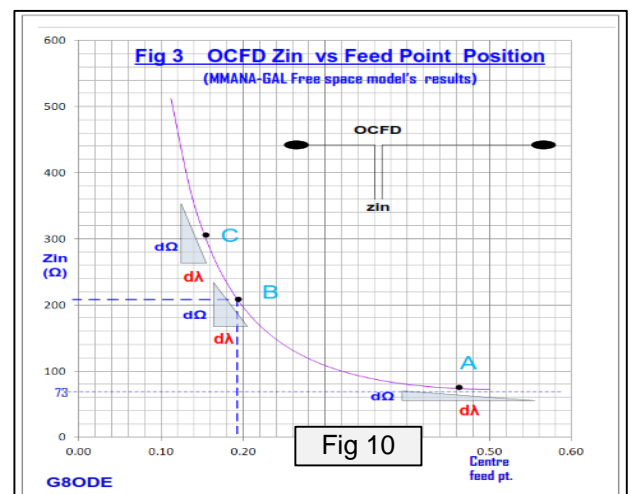 Fig 3 OCFD Zin vs Feed Point Position
(MMANA-GAL Free space model's results)
600
500
400
300
200
100
73
0
Zin
(Ω)
OCFD
zin
C
dΩ
dλ
B
dΩ
dλ
A
dΩ
dλ
0.00
0.10
0.20
Fig 10
0.50
0.60
Centre
feed pt.
G8ODE